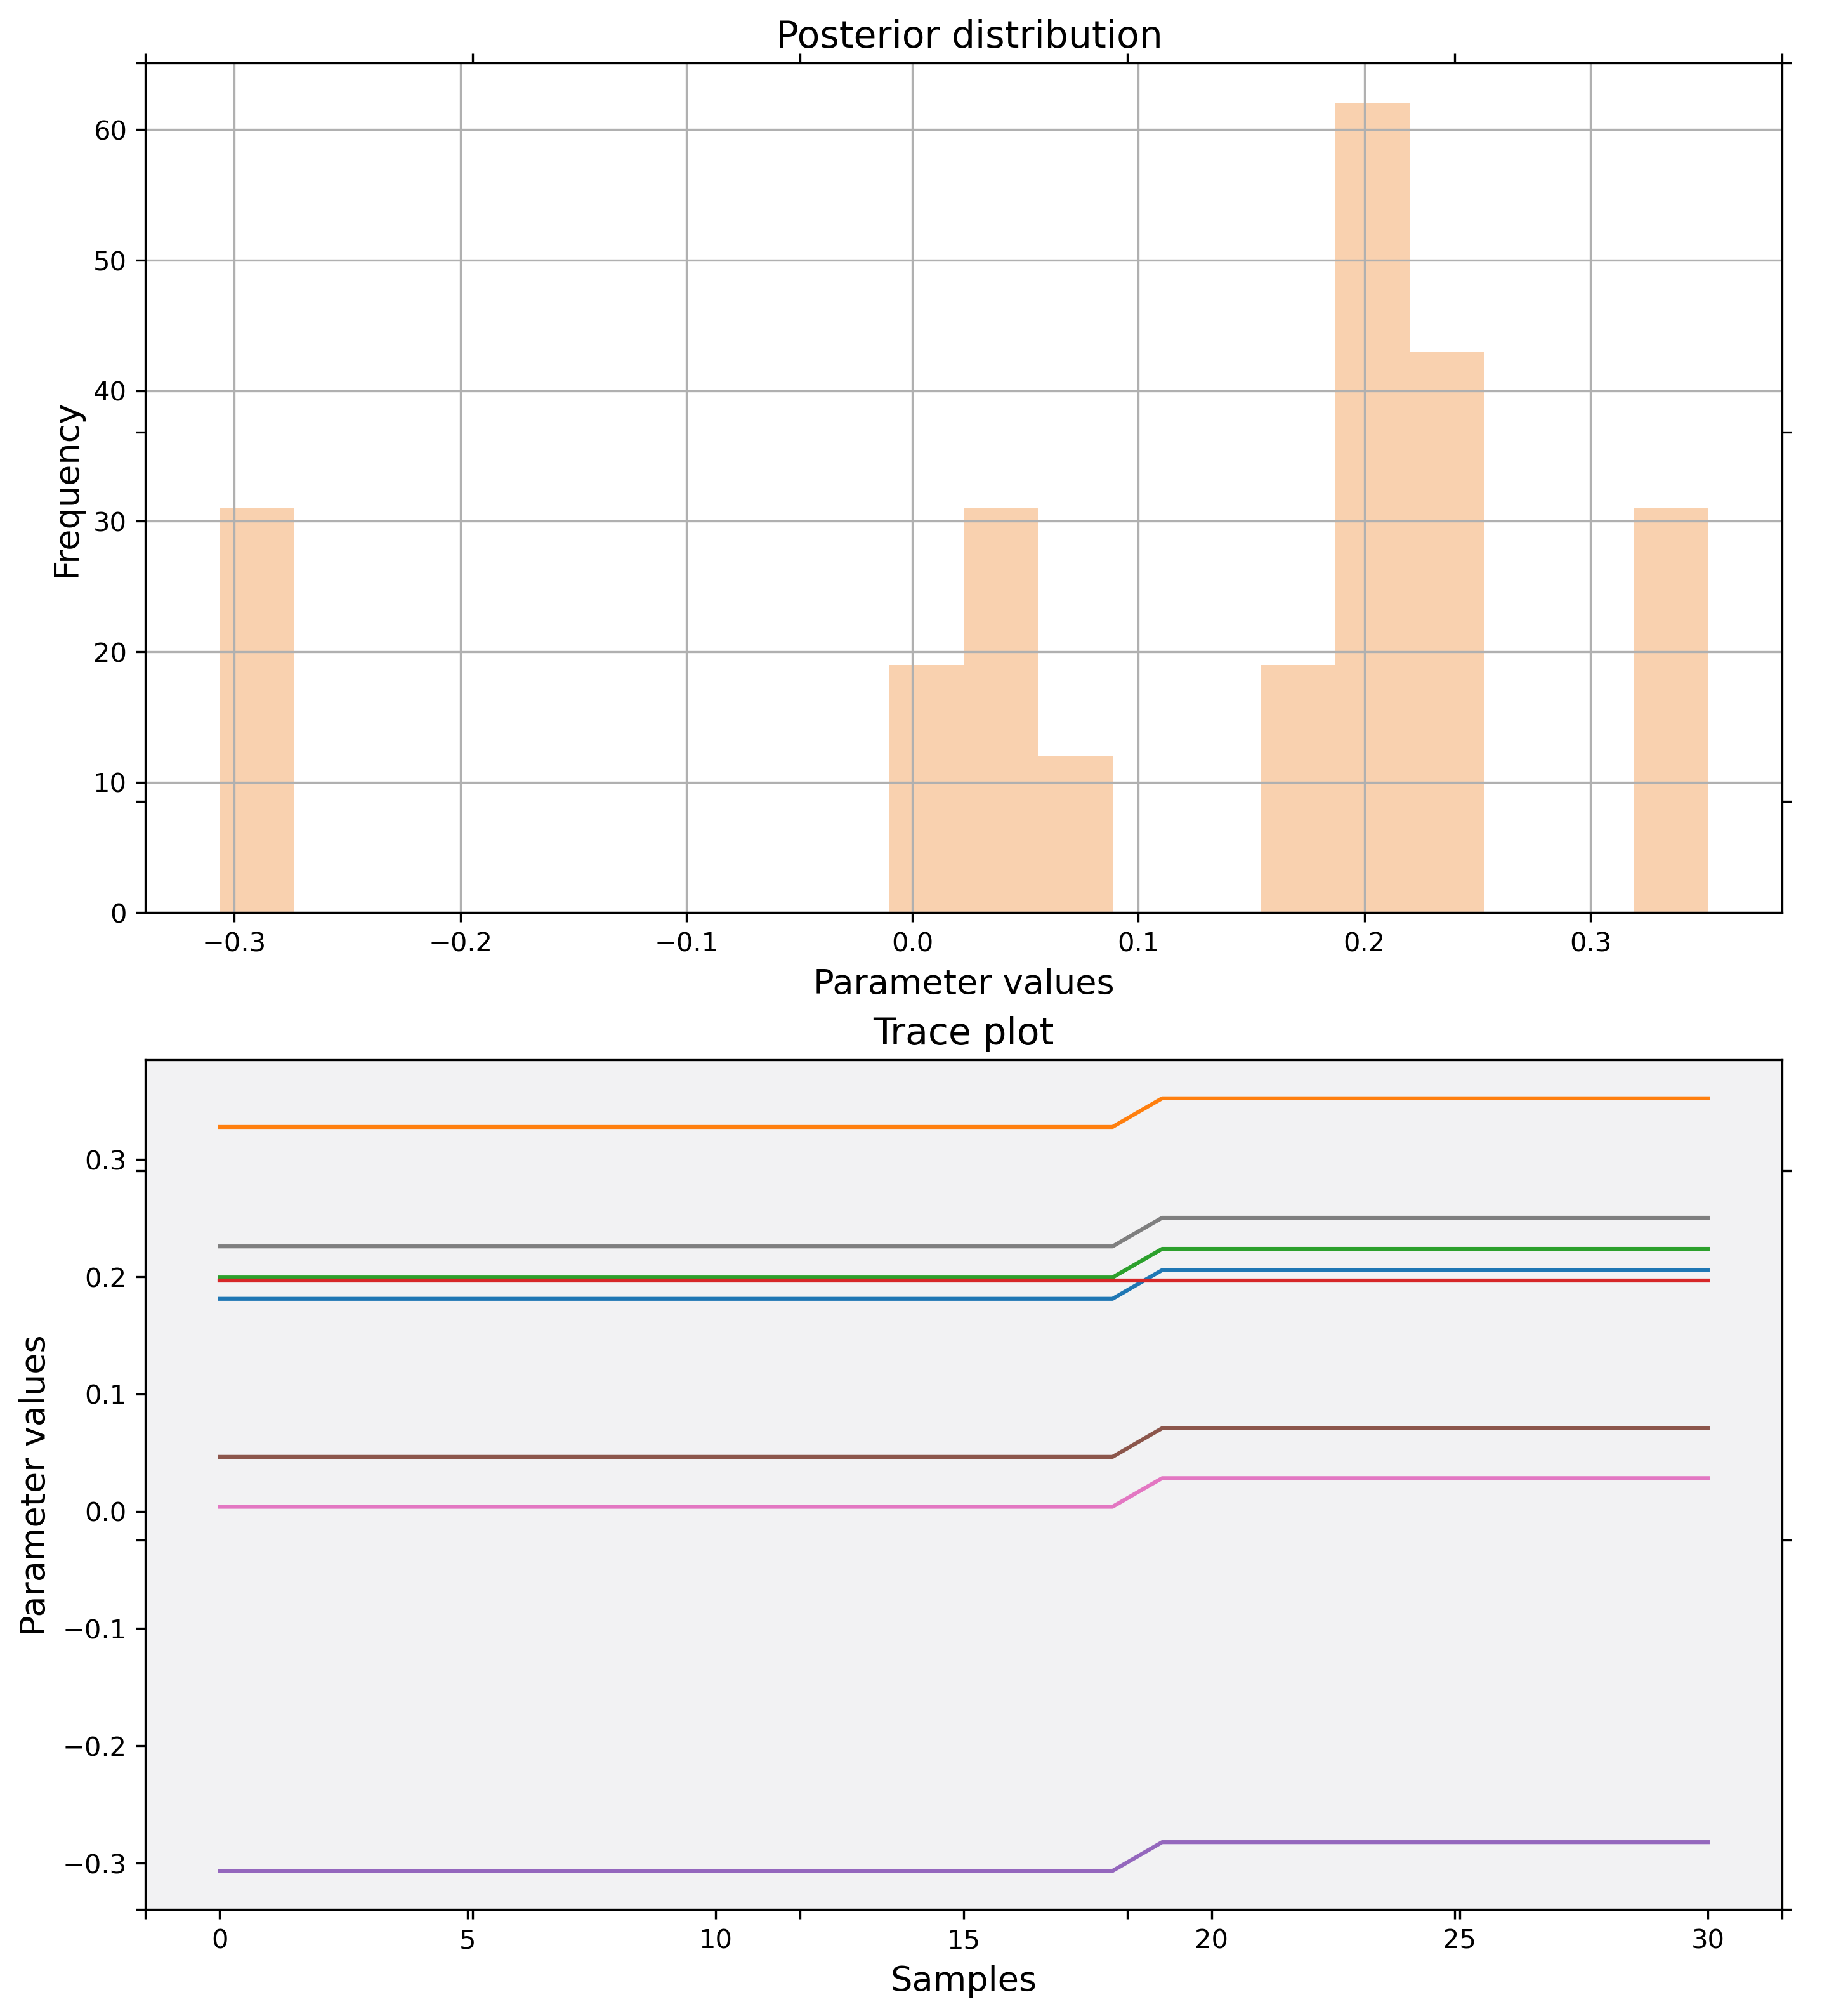 Posterior distribution
60
50
40
30
20
10
0
Frequency
−0.3 −0.2 −0.1 0.0 0.1 0.2 0.3
Parameter values
Trace plot
0.3
0.2
0.1
0.0
−0.1
−0.2
−0.3
Parameter values
0 5 10 15 20 25 30
Samples